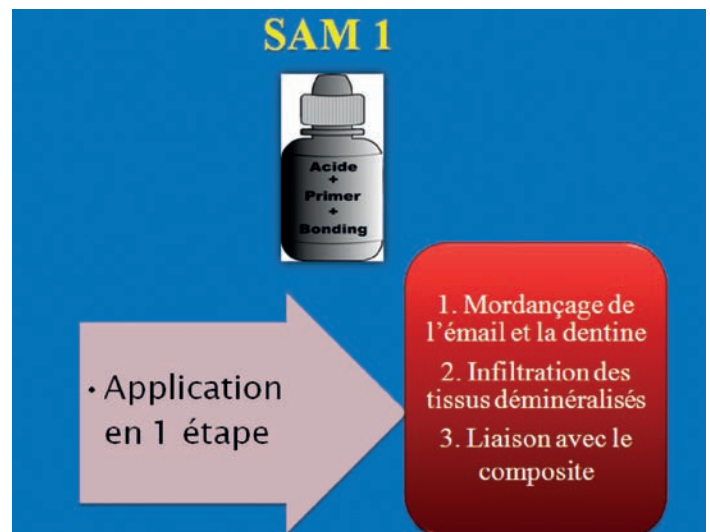 SAM 1
Acide
+
Primer
+
Bonding
• Application
en 1 étape
1. Mordançage de
l'émail et la dentine
2. Infiltration des
tissus déminéralisés
3. Liaison avec le
composite